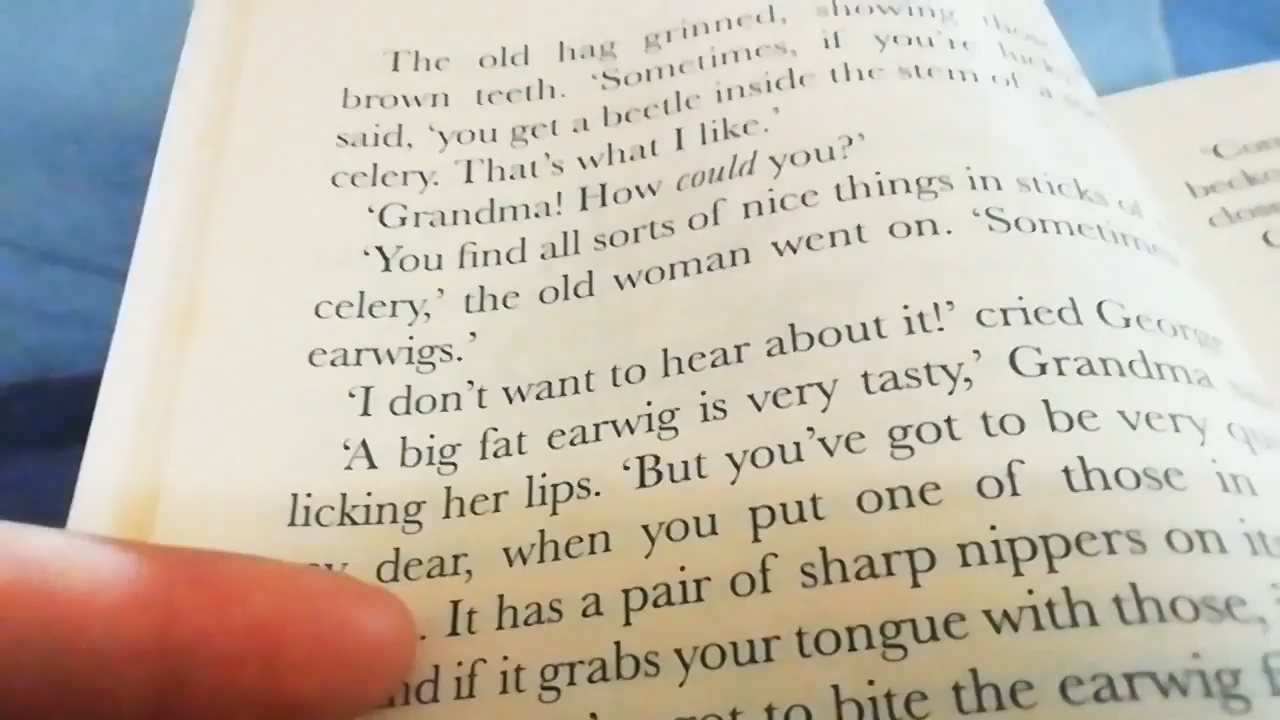 The old hag grinned, showing those
brown teeth. ‘Sometimes, if you're lucky
said, ‘you get a beetle inside the stem of a
celery. That's what I like.’
‘Grandma! How could you?’
‘You find all sorts of nice things in sticks of
celery,’ the old woman went on. ‘Sometimes
earwigs.’
‘I don't want to hear about it!’ cried George
‘A big fat earwig is very tasty,’ Grandma
licking her lips. ‘But you've got to be very
dear, when you put one of those in
. It has a pair of sharp nippers on
if it grabs your tongue with those,
to bite the earwig